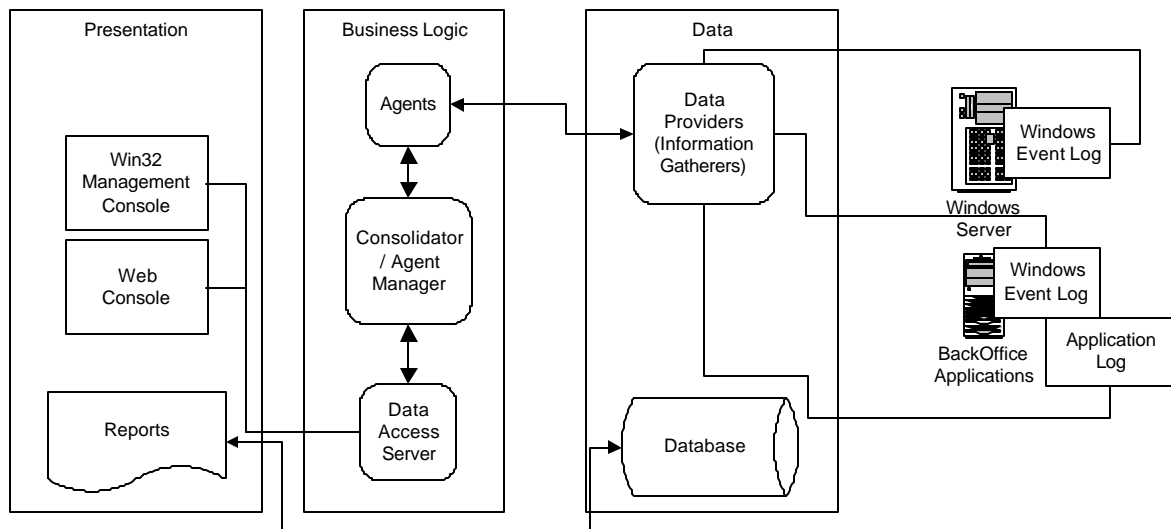 Presentation
Win32
Management
Console
Web
Console
Reports
Business Logic
Agents
Consolidator
/ Agent
Manager
Data
Access
Server
Data
Data
Providers
(Information
Gatherers)
Database
Windows
Event Log
Windows
Server
Windows
Event Log
BackOffice
Applications
Application
Log